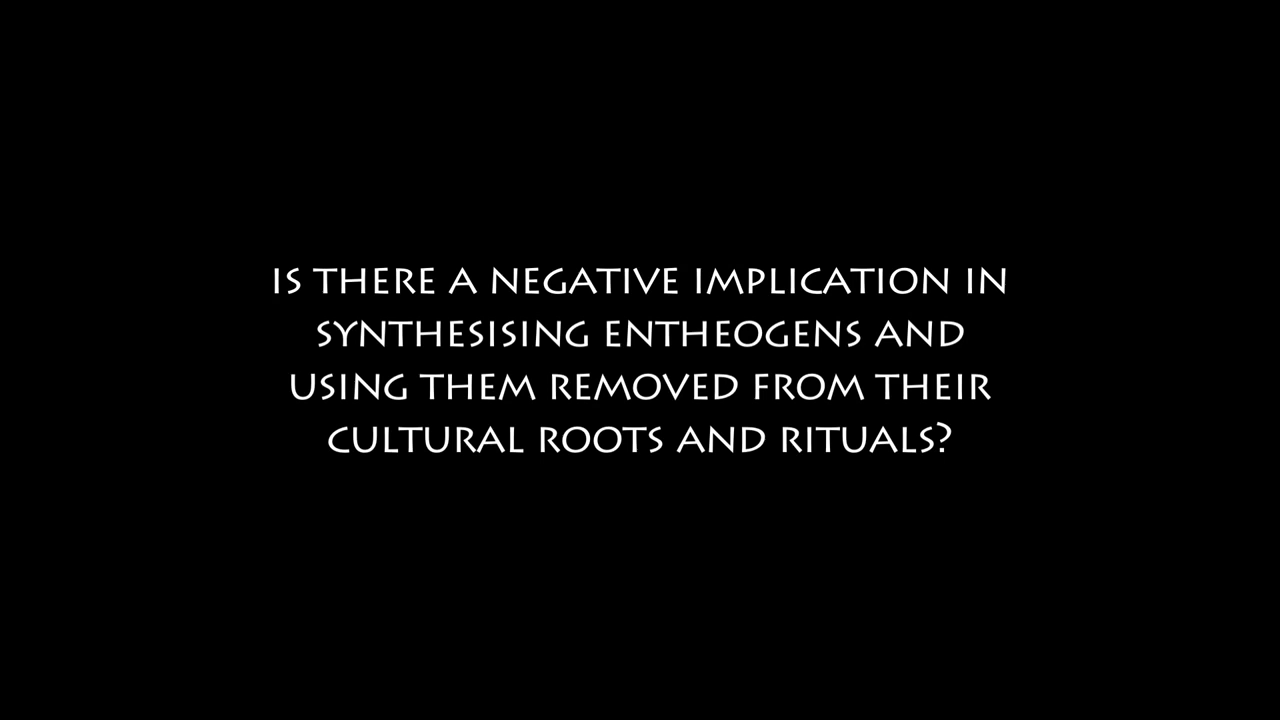 IS THERE A NEGATIVE IMPLICATION IN
SYNTHESISING ENTHEOGENS AND
USING THEM REMOVED FROM THEIR
CULTURAL ROOTS AND RITUALS?